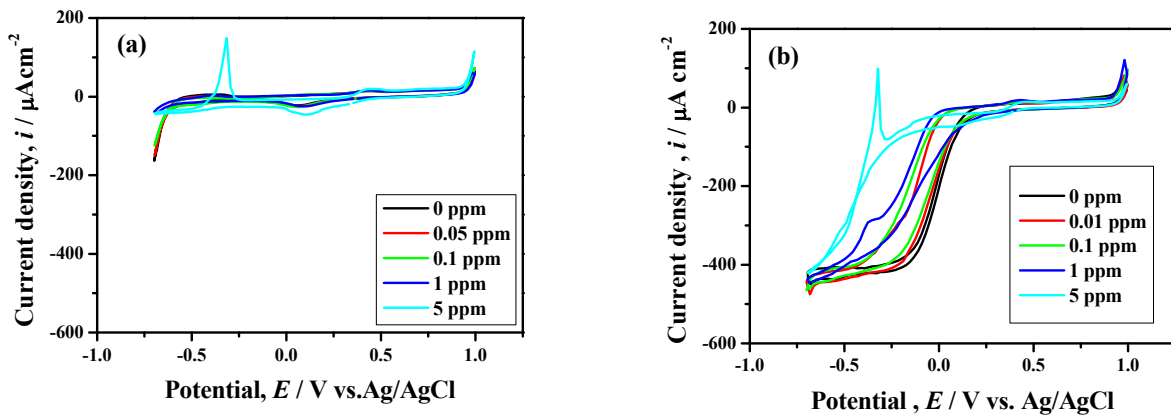 (a)
Current density, i / µAcm-2
200
0
-200
-400
-600
0 ppm
0.05 ppm
0.1 ppm
1 ppm
5 ppm
-1.0
-0.5
0.0
0.5
1.0
Potential, E / V vs.Ag/AgCl
(b)
Current density , i / µA cm-2
200
0
-200
-400
-600
0 ppm
0.01 ppm
0.1 ppm
1 ppm
5 ppm
-1.0
-0.5
0.0
0.5
1.0
Potential , E / V vs. Ag/AgCl